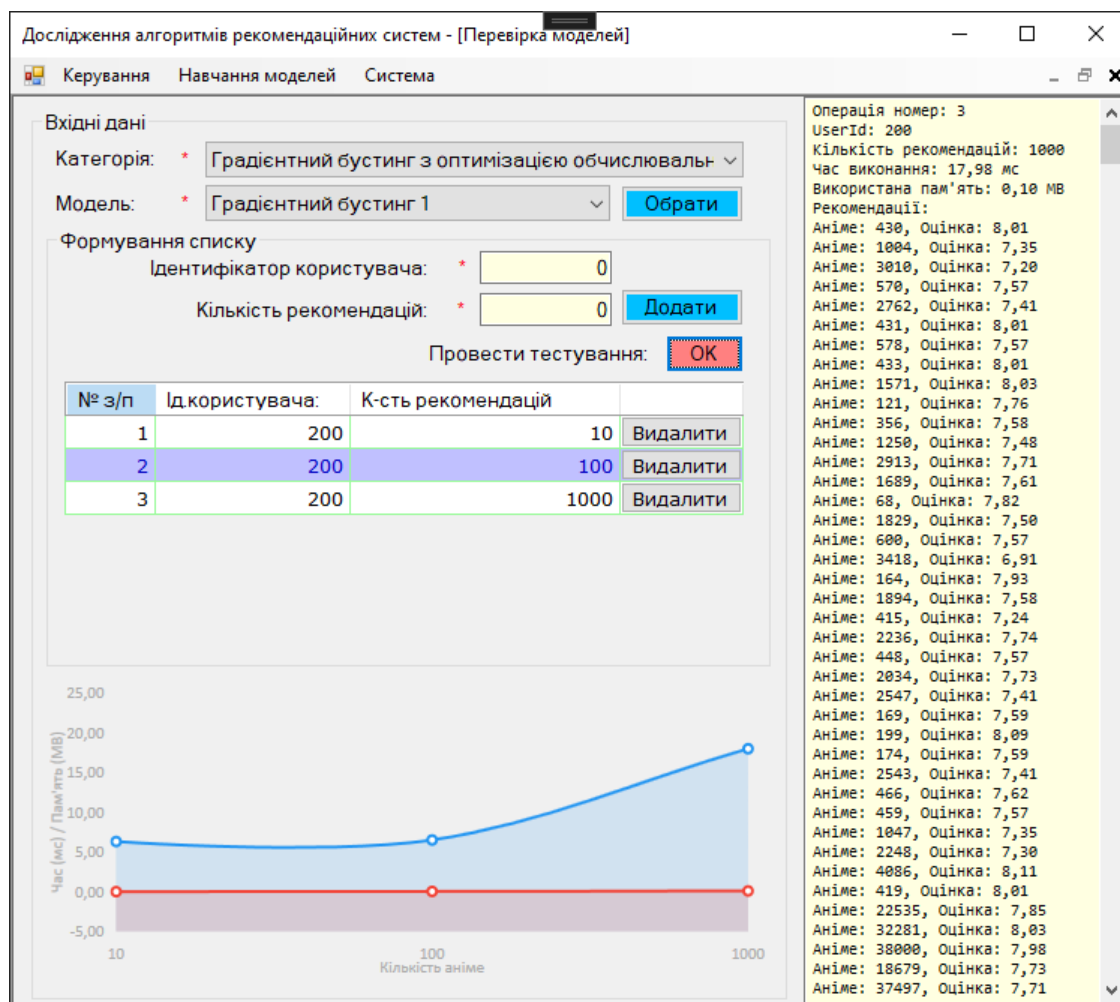 Дослідження алгоритмів рекомендаційних систем - [Перевірка моделей]
Керування Навчання моделей Система
Вхідні дані
Категорія: * Градієнтний бустинг з оптимізацією обчислювальн
Модель: * Градієнтний бустинг 1 Обрати
Формування списку
Ідентифікатор користувача: * 0
Кількість рекомендацій: * 0 Додати
Провести тестування: OK
№ з/п Ід.користувача: К-сть рекомендацій
1 200 10 Видалити
2 200 100 Видалити
3 200 1000 Видалити
25,00
20,00
15,00
10,00
5,00
0,00
-5,00
Час (мс) / Пам'ять (MB)
10 100 1000
Кількість аніме
Операція номер: 3
UserId: 200
Кількість рекомендацій: 1000
Час виконання: 17,98 мс
Використана пам'ять: 0,10 MB
Рекомендації:
Аніме: 430, Оцінка: 8,01
Аніме: 1004, Оцінка: 7,35
Аніме: 3010, Оцінка: 7,20
Аніме: 570, Оцінка: 7,57
Аніме: 2762, Оцінка: 7,41
Аніме: 431, Оцінка: 8,01
Аніме: 578, Оцінка: 7,57
Аніме: 433, Оцінка: 8,01
Аніме: 1571, Оцінка: 8,03
Аніме: 121, Оцінка: 7,76
Аніме: 356, Оцінка: 7,58
Аніме: 1250, Оцінка: 7,48
Аніме: 2913, Оцінка: 7,71
Аніме: 1689, Оцінка: 7,61
Аніме: 68, Оцінка: 7,82
Аніме: 1829, Оцінка: 7,50
Аніме: 600, Оцінка: 7,57
Аніме: 3418, Оцінка: 6,91
Аніме: 164, Оцінка: 7,93
Аніме: 1894, Оцінка: 7,58
Аніме: 415, Оцінка: 7,24
Аніме: 2236, Оцінка: 7,74
Аніме: 448, Оцінка: 7,57
Аніме: 2034, Оцінка: 7,73
Аніме: 2547, Оцінка: 7,41
Аніме: 169, Оцінка: 7,59
Аніме: 199, Оцінка: 8,09
Аніме: 174, Оцінка: 7,59
Аніме: 2543, Оцінка: 7,41
Аніме: 466, Оцінка: 7,62
Аніме: 459, Оцінка: 7,57
Аніме: 1047, Оцінка: 7,35
Аніме: 2248, Оцінка: 7,30
Аніме: 4086, Оцінка: 8,11
Аніме: 419, Оцінка: 8,01
Аніме: 22535, Оцінка: 7,85
Аніме: 32281, Оцінка: 8,03
Аніме: 38000, Оцінка: 7,98
Аніме: 18679, Оцінка: 7,73
Аніме: 37497, Оцінка: 7,71